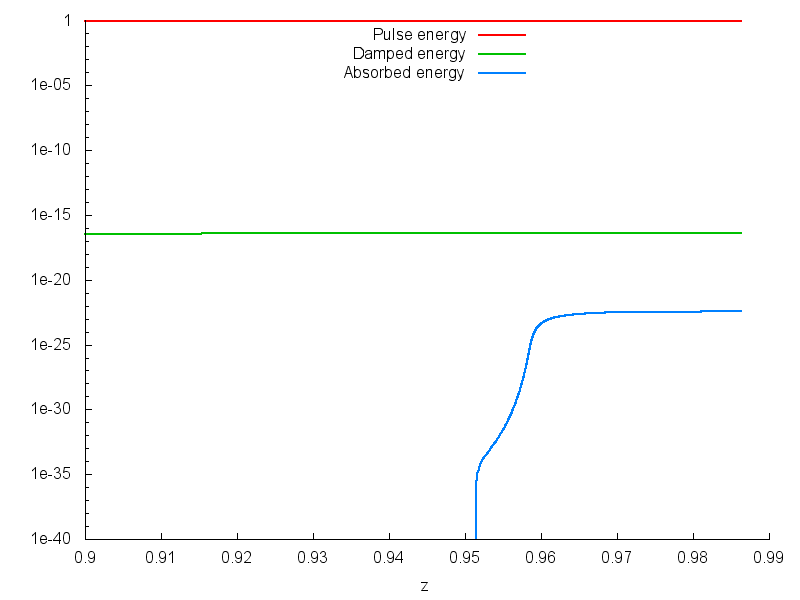 1
Pulse energy
Damped energy
Absorbed energy
1e-05
1e-10
1e-15
1e-20
1e-25
1e-30
1e-35
1e-40
0.9 0.91 0.92 0.93 0.94 0.95 0.96 0.97 0.98 0.99
z